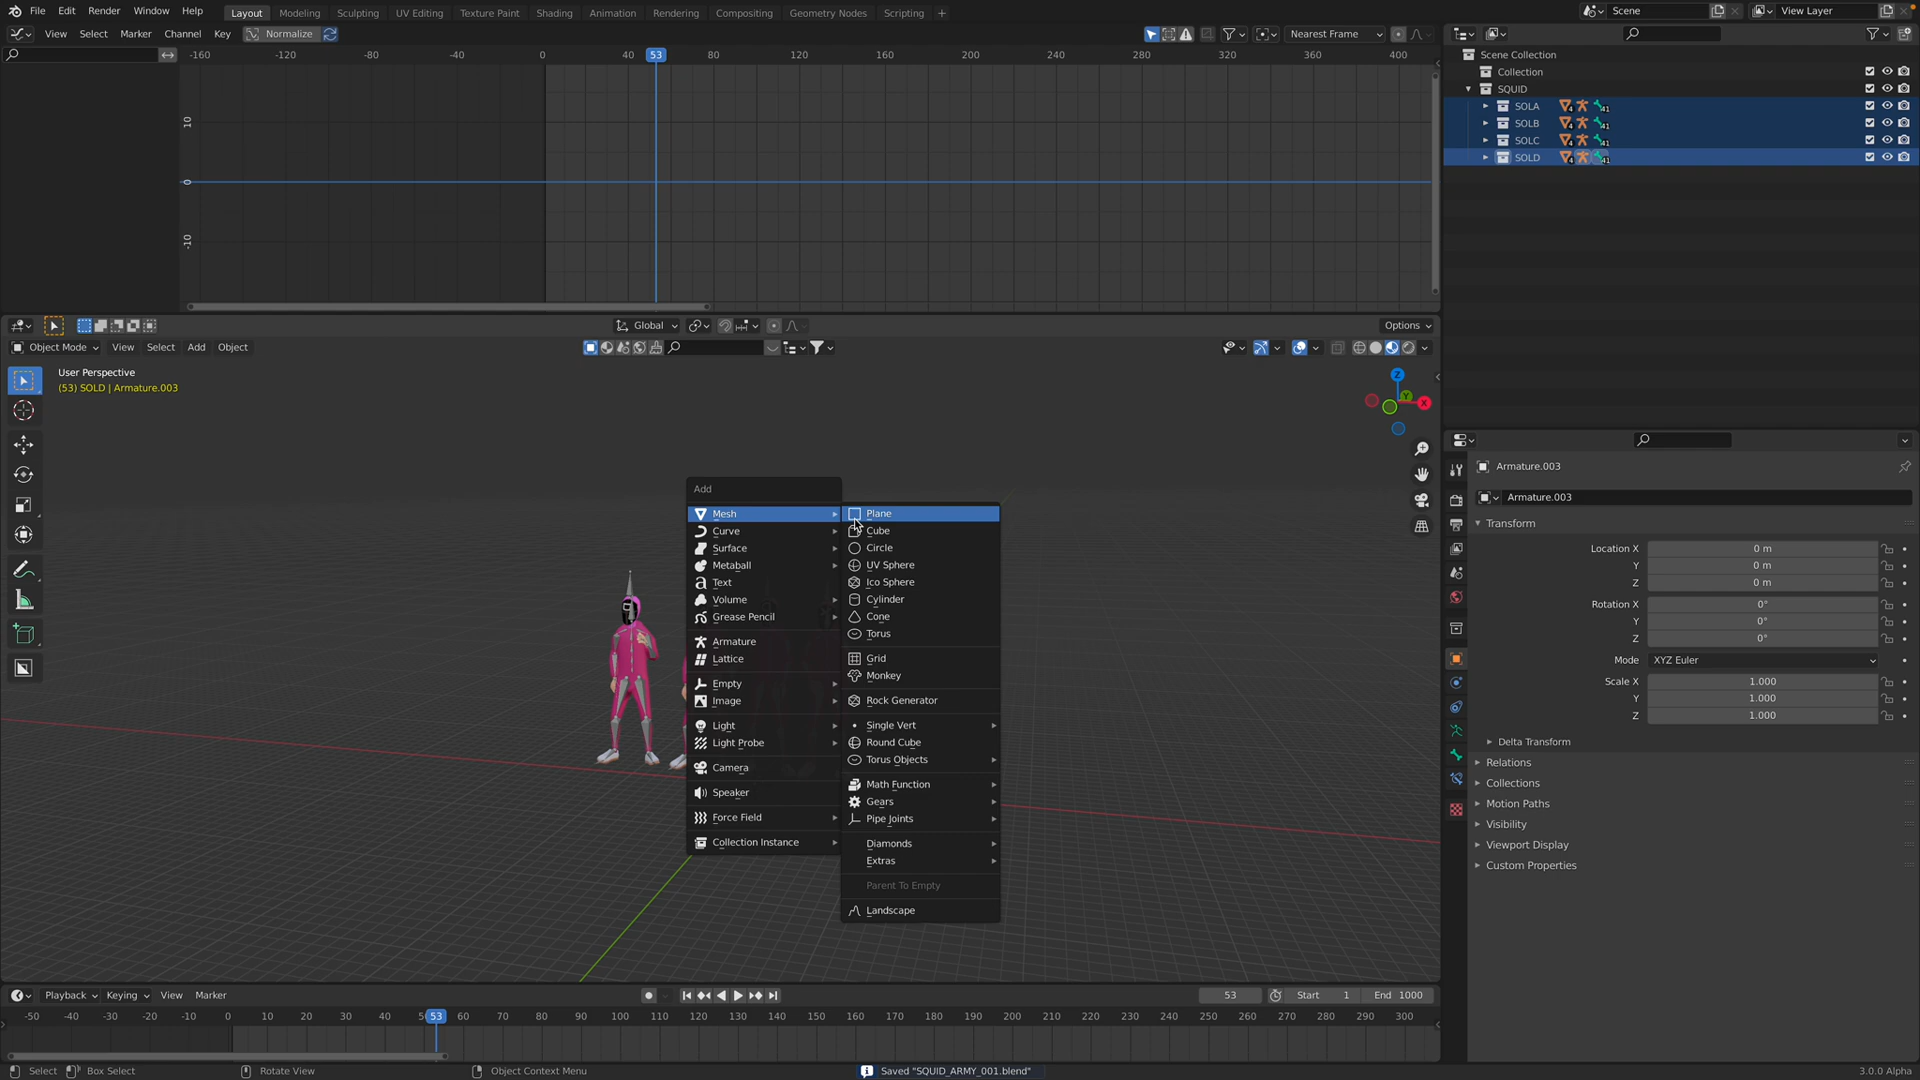 File Edit Render Window Help Layout Modeling Sculpting UV Editing Texture Paint Shading Animation Rendering Compositing Geometry Nodes Scripting + Scene View Layer
View Select Marker Channel Key Normalize Nearest Frame
-160 -120 -80 -40 0 40 53 80 120 160 200 240 280 320 360 400
10
0
-10
Scene Collection
Collection
SQUID
SOLA 4 41
SOLB 4 41
SOLC 4 41
SOLD 4 41
Global Options
Object Mode View Select Add Object
User Perspective
(53) SOLD | Armature.003
Z
Y
X
Add
Mesh
Curve
Surface
Metaball
Text
Volume
Grease Pencil
Armature
Lattice
Empty
Image
Light
Light Probe
Camera
Speaker
Force Field
Collection Instance
Plane
Cube
Circle
UV Sphere
Ico Sphere
Cylinder
Cone
Torus
Grid
Monkey
Rock Generator
Single Vert
Round Cube
Torus Objects
Math Function
Gears
Pipe Joints
Diamonds
Extras
Parent To Empty
Landscape
Armature.003
Armature.003
Transform
Location X 0 m
Y 0 m
Z 0 m
Rotation X 0°
Y 0°
Z 0°
Mode XYZ Euler
Scale X 1.000
Y 1.000
Z 1.000
Delta Transform
Relations
Collections
Motion Paths
Visibility
Viewport Display
Custom Properties
Playback Keying View Marker 53 Start 1 End 1000
-50 -40 -30 -20 -10 0 10 20 30 40 53 60 70 80 90 100 110 120 130 140 150 160 170 180 190 200 210 220 230 240 250 260 270 280 290 300
Select Box Select Rotate View Object Context Menu Saved "SQUID_ARMY_001.blend" 3.0.0 Alpha